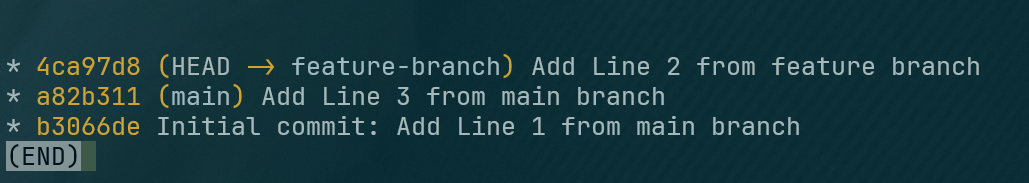 * 4ca97d8 (HEAD -> feature-branch) Add Line 2 from feature branch
* a82b311 (main) Add Line 3 from main branch
* b3066de Initial commit: Add Line 1 from main branch
(END)